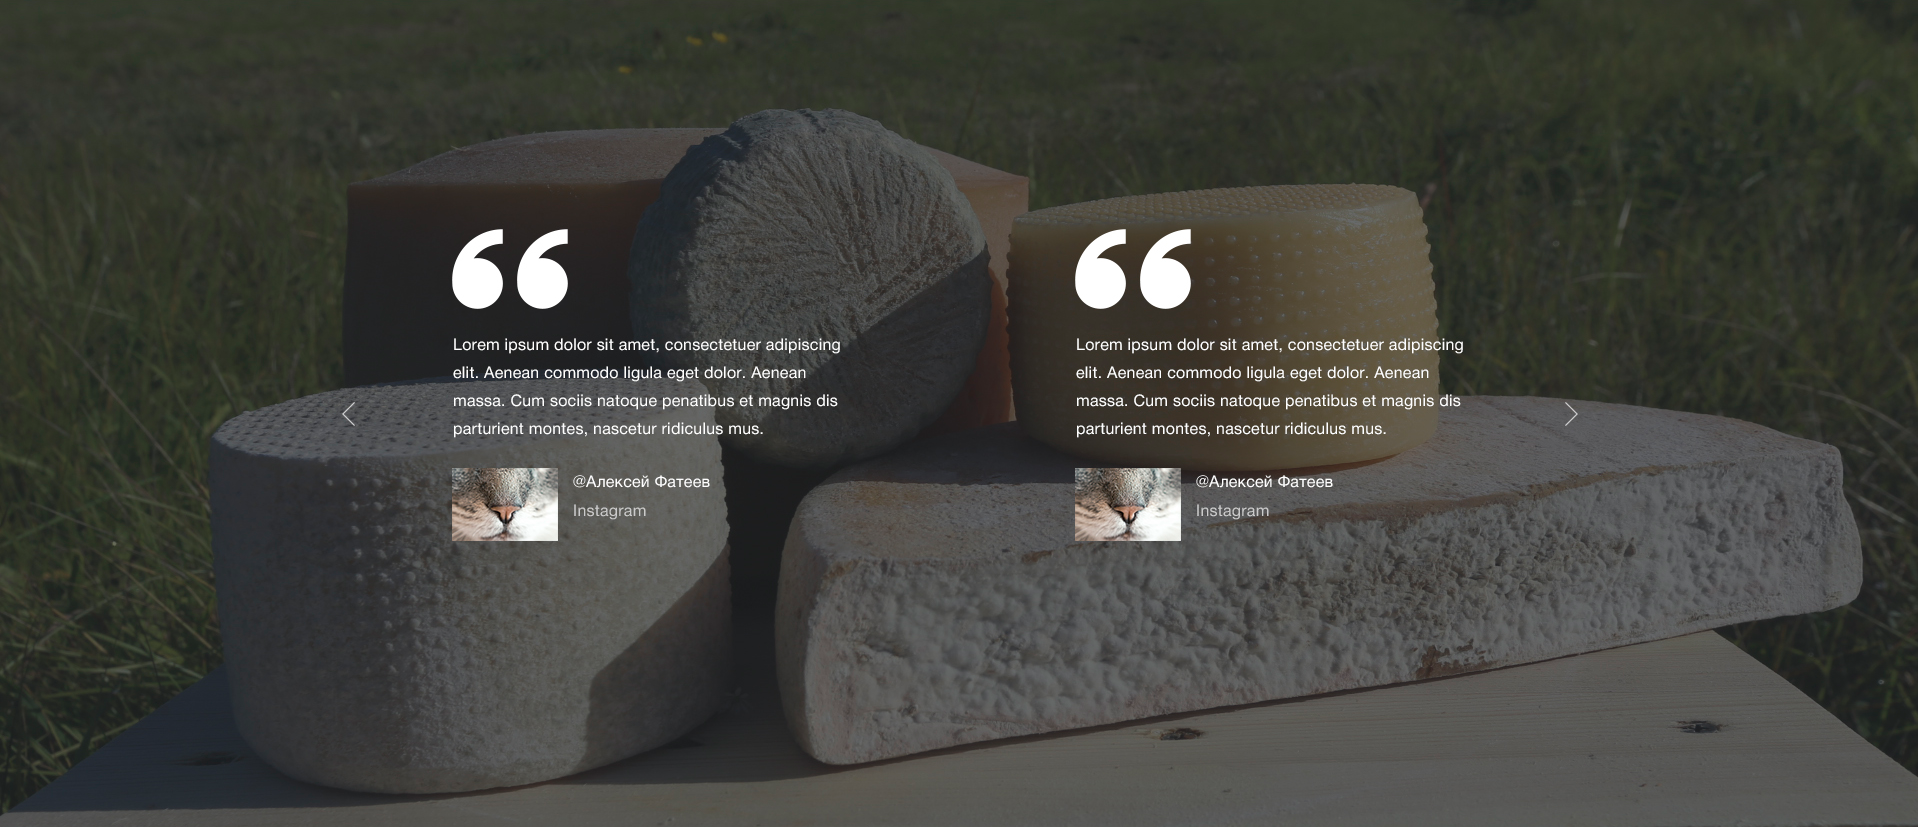 “
Lorem ipsum dolor sit amet, consectetuer adipiscing
elit. Aenean commodo ligula eget dolor. Aenean
massa. Cum sociis natoque penatibus et magnis dis
parturient montes, nascetur ridiculus mus.
@Алексей Фатеев
Instagram
“
Lorem ipsum dolor sit amet, consectetuer adipiscing
elit. Aenean commodo ligula eget dolor. Aenean
massa. Cum sociis natoque penatibus et magnis dis
parturient montes, nascetur ridiculus mus.
@Алексей Фатеев
Instagram